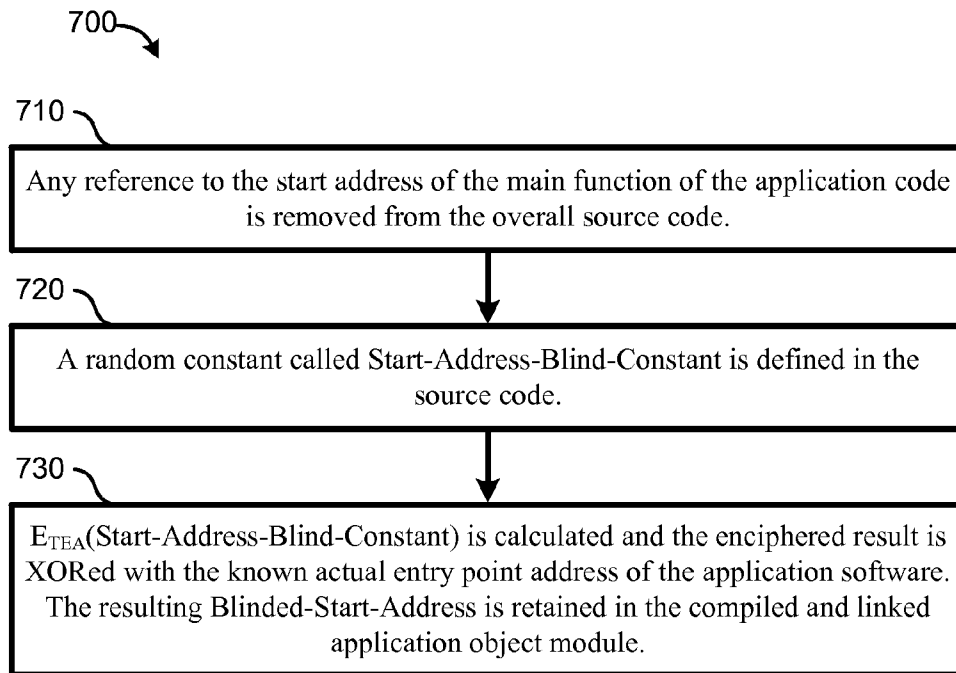 700
710
Any reference to the start address of the main function of the application code
is removed from the overall source code.
720
A random constant called Start-Address-Blind-Constant is defined in the
source code.
730
E_TEA(Start-Address-Blind-Constant) is calculated and the enciphered result is
XORed with the known actual entry point address of the application software.
The resulting Blinded-Start-Address is retained in the compiled and linked
application object module.